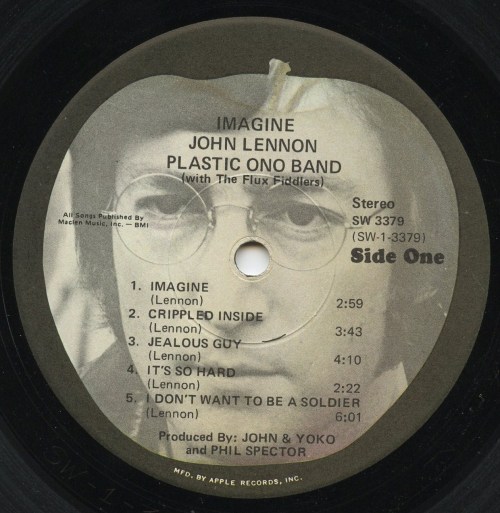 IMAGINE
JOHN LENNON
PLASTIC ONO BAND
(with The Flux Fiddlers)
All Songs Published By
Maclen Music, Inc. — BMI
Stereo
SW 3379
(SW-1-3379)
Side One
1. IMAGINE
(Lennon) 2:59
2. CRIPPLED INSIDE
(Lennon) 3:43
3. JEALOUS GUY
(Lennon) 4:10
4. IT'S SO HARD
(Lennon) 2:22
5. I DON'T WANT TO BE A SOLDIER
(Lennon) 6:01
Produced By: JOHN & YOKO
and PHIL SPECTOR
MFD. BY APPLE RECORDS, INC.